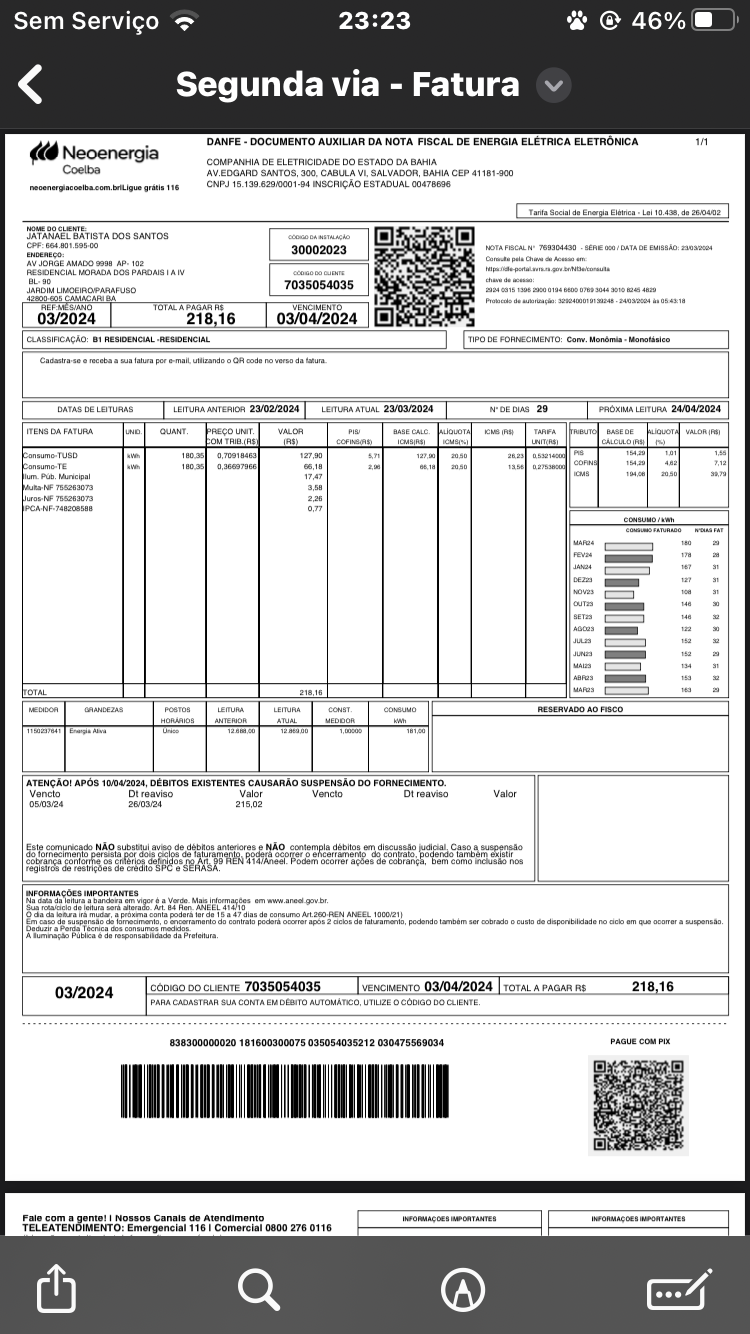 Sem Serviço 23:23 46%
Segunda via - Fatura
Neoenergia
Coelba
neoenergiacoelba.com.br|Ligue grátis 116
DANFE - DOCUMENTO AUXILIAR DA NOTA FISCAL DE ENERGIA ELÉTRICA ELETRÔNICA 1/1
COMPANHIA DE ELETRICIDADE DO ESTADO DA BAHIA
AV.EDGARD SANTOS, 300, CABULA VI, SALVADOR, BAHIA CEP 41181-900
CNPJ 15.139.629/0001-94 INSCRIÇÃO ESTADUAL 00478696
Tarifa Social de Energia Elétrica - Lei 10.438, de 26/04/02
NOME DO CLIENTE:
JATANAEL BATISTA DOS SANTOS
CPF: 664.801.595-00
ENDEREÇO:
AV JORGE AMADO 9998 AP- 102
RESIDENCIAL MORADA DOS PARDAIS I A IV
BL- 90
JARDIM LIMOEIRO/PARAFUSO
42800-605 CAMACARI BA
CÓDIGO DA INSTALAÇÃO
30002023
CÓDIGO DO CLIENTE
7035054035
NOTA FISCAL N° 769304430 - SÉRIE 000 / DATA DE EMISSÃO: 23/03/2024
Consulte pela Chave de Acesso em:
https://dfe-portal.svrs.rs.gov.br/Nf3e/consulta
chave de acesso:
2924 0315 1396 2900 0194 6600 0769 3044 3010 8245 4829
Protocolo de autorização: 3292400019139248 - 24/03/2024 às 05:43:18
REF:MÊS/ANO TOTAL A PAGAR R$ VENCIMENTO
03/2024 218,16 03/04/2024
CLASSIFICAÇÃO: B1 RESIDENCIAL -RESIDENCIAL
TIPO DE FORNECIMENTO: Conv. Monômia - Monofásico
Cadastra-se e receba a sua fatura por e-mail, utilizando o QR code no verso da fatura.
DATAS DE LEITURAS LEITURA ANTERIOR 23/02/2024 LEITURA ATUAL 23/03/2024 N° DE DIAS 29 PRÓXIMA LEITURA 24/04/2024
ITENS DA FATURA UNID. QUANT. PREÇO UNIT. COM TRIB.(R$) VALOR (R$) PIS/ COFINS(R$) BASE CALC. ICMS(R$) ALÍQUOTA ICMS(%) ICMS (R$) TARIFA UNIT(R$)
Consumo-TUSD kWh 180,35 0,70918463 127,90 5,71 127,90 20,50 26,23 0,53214000
Consumo-TE kWh 180,35 0,36697966 66,18 2,96 66,18 20,50 13,56 0,27538000
Ilum. Púb. Municipal 17,47
Multa-NF 755263073 3,58
Juros-NF 755263073 2,26
IPCA-NF-748208588 0,77
TOTAL 218,16
TRIBUTO BASE DE CÁLCULO (R$) ALÍQUOTA (%) VALOR (R$)
PIS 154,29 1,01 1,55
COFINS 154,29 4,62 7,12
ICMS 194,08 20,50 39,79
CONSUMO / kWh
CONSUMO FATURADO N°DIAS FAT
MAR24 180 29
FEV24 178 28
JAN24 167 31
DEZ23 127 31
NOV23 108 31
OUT23 146 30
SET23 146 32
AGO23 122 30
JUL23 152 32
JUN23 152 29
MAI23 134 31
ABR23 153 32
MAR23 163 29
MEDIDOR GRANDEZAS POSTOS HORÁRIOS LEITURA ANTERIOR LEITURA ATUAL CONST. MEDIDOR CONSUMO kWh
1150237641 Energia Ativa Único 12.688,00 12.869,00 1,00000 181,00
RESERVADO AO FISCO
ATENÇÃO! APÓS 10/04/2024, DÉBITOS EXISTENTES CAUSARÃO SUSPENSÃO DO FORNECIMENTO.
Vencto Dt reaviso Valor Vencto Dt reaviso Valor
05/03/24 26/03/24 215,02
Este comunicado NÃO substitui aviso de débitos anteriores e NÃO contempla débitos em discussão judicial. Caso a suspensão
do fornecimento persista por dois ciclos de faturamento, poderá ocorrer o encerramento do contrato, podendo também existir
cobrança conforme os critérios definidos no Art. 99 REN 414/Aneel. Podem ocorrer ações de cobrança, bem como inclusão nos
registros de restrições de crédito SPC e SERASA.
INFORMAÇÕES IMPORTANTES
Na data da leitura a bandeira em vigor é a Verde. Mais informações em www.aneel.gov.br.
Sua rota/ciclo de leitura será alterado. Art. 84 Ren. ANEEL 414/10
O dia da leitura irá mudar, a próxima conta poderá ter de 15 a 47 dias de consumo Art.260-REN ANEEL 1000/21)
Em caso de suspensão de fornecimento, o encerramento do contrato poderá ocorrer após 2 ciclos de faturamento, podendo também ser cobrado o custo de disponibilidade no ciclo em que ocorrer a suspensão.
Deduzir a Perda Técnica dos consumos medidos.
A Iluminação Pública é de responsabilidade da Prefeitura.
03/2024 CÓDIGO DO CLIENTE 7035054035 VENCIMENTO 03/04/2024 TOTAL A PAGAR R$ 218,16
PARA CADASTRAR SUA CONTA EM DÉBITO AUTOMÁTICO, UTILIZE O CÓDIGO DO CLIENTE.
838300000020 181600300075 035054035212 030475569034
PAGUE COM PIX
Fale com a gente! | Nossos Canais de Atendimento
TELEATENDIMENTO: Emergencial 116 | Comercial 0800 276 0116
INFORMAÇÕES IMPORTANTES INFORMAÇÕES IMPORTANTES